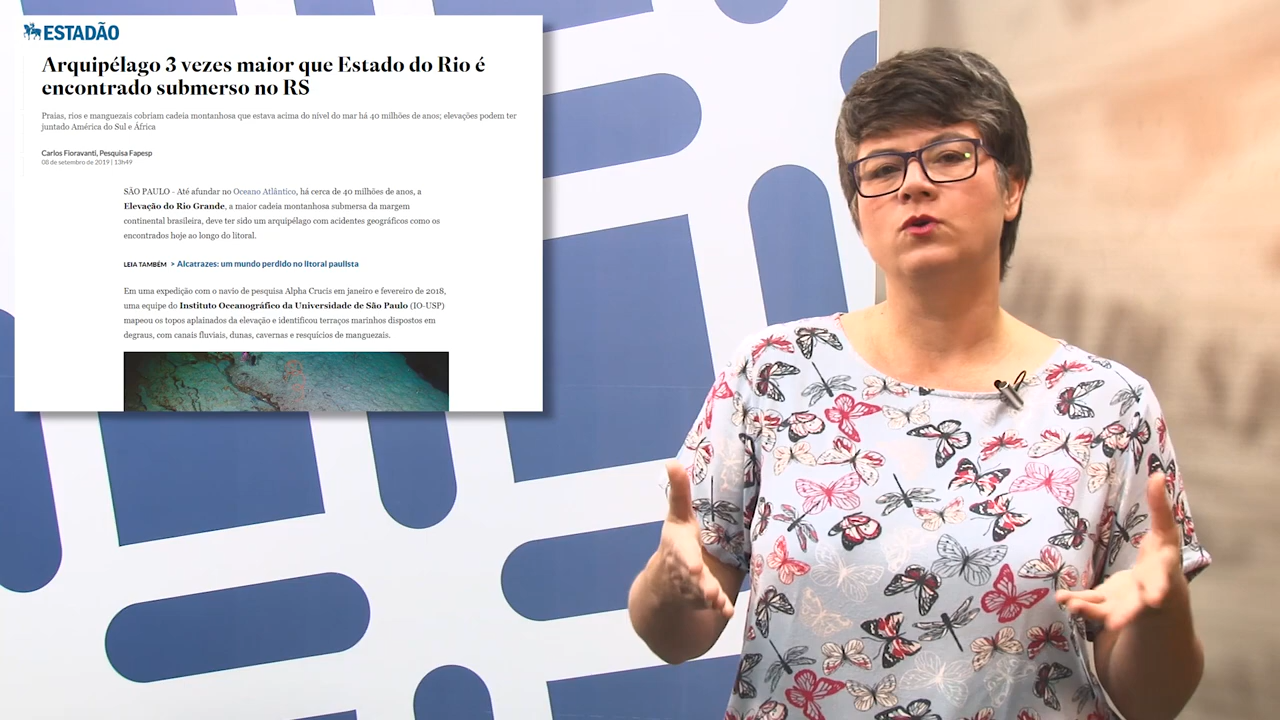 ESTADÃO
Arquipélago 3 vezes maior que Estado do Rio é
encontrado submerso no RS
Praias, rios e manguezais cobriam cadeia montanhosa que estava acima do nível do mar há 40 milhões de anos; elevações podem ter
juntado América do Sul e África
Carlos Fioravanti, Pesquisa Fapesp
08 de setembro de 2019 | 13h49
SÃO PAULO - Até afundar no Oceano Atlântico, há cerca de 40 milhões de anos, a
Elevação do Rio Grande, a maior cadeia montanhosa submersa da margem
continental brasileira, deve ter sido um arquipélago com acidentes geográficos como os
encontrados hoje ao longo do litoral.
LEIA TAMBÉM > Alcatrazes: um mundo perdido no litoral paulista
Em uma expedição com o navio de pesquisa Alpha Crucis em janeiro e fevereiro de 2018,
uma equipe do Instituto Oceanográfico da Universidade de São Paulo (IO-USP)
mapeou os topos aplainados da elevação e identificou terraços marinhos dispostos em
degraus, com canais fluviais, dunas, cavernas e resquícios de manguezais.